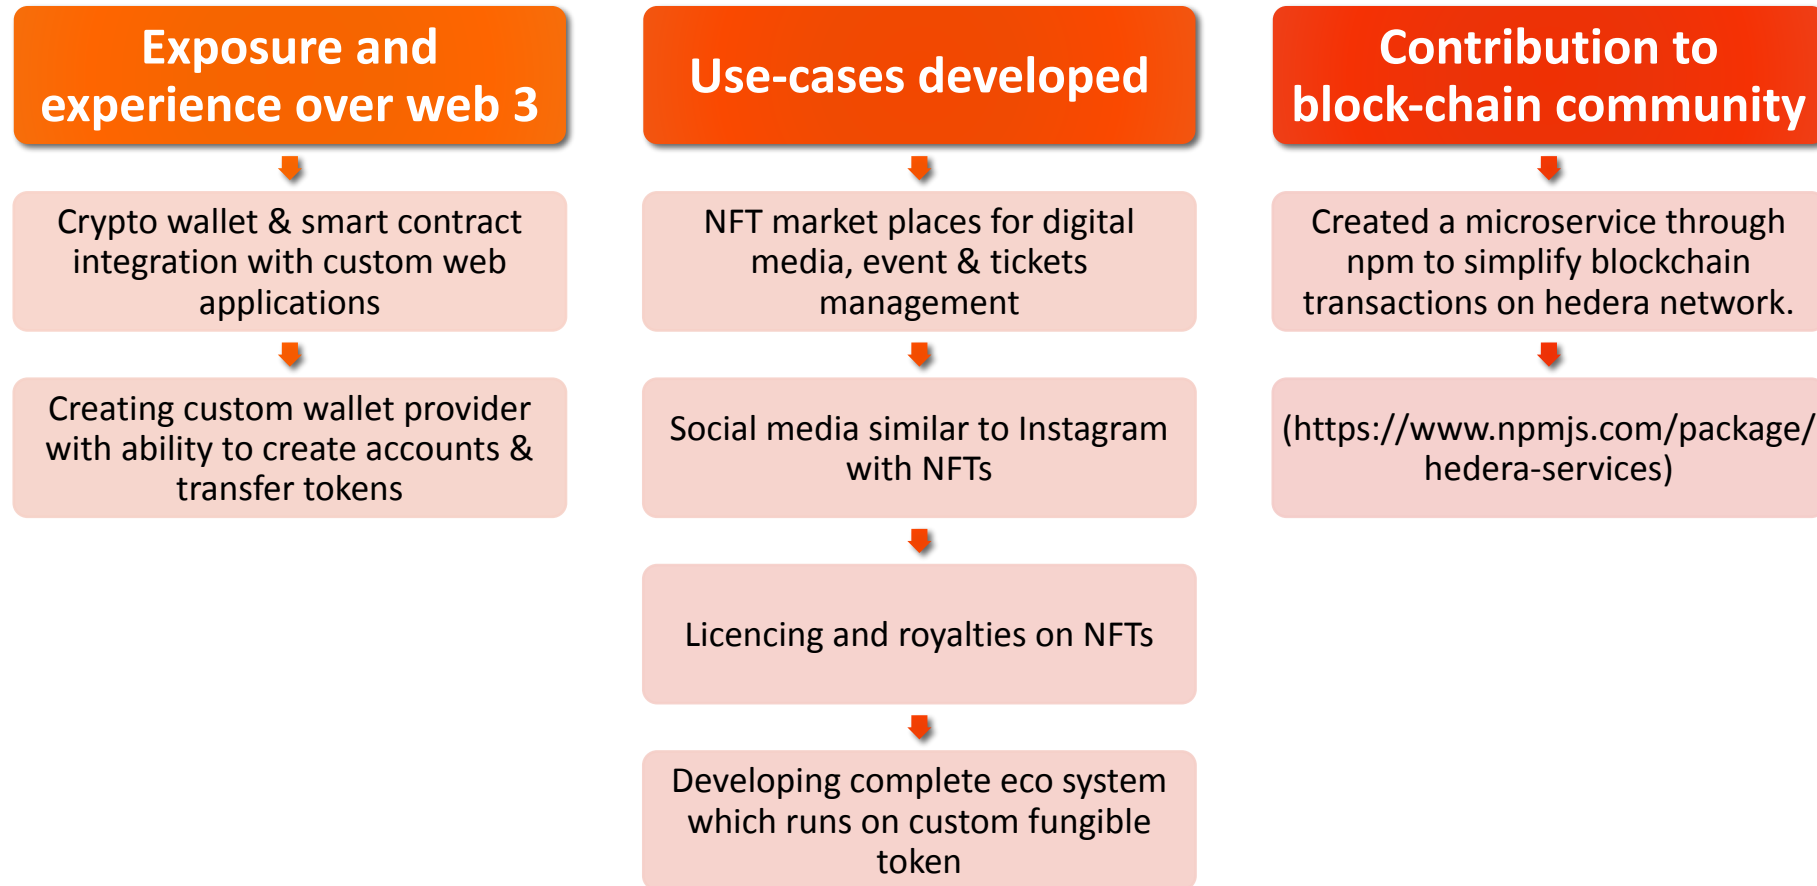 Exposure and
experience over web 3
Crypto wallet & smart contract
integration with custom web
applications
Creating custom wallet provider
with ability to create accounts &
transfer tokens
Use-cases developed
NFT market places for digital
media, event & tickets
management
Social media similar to Instagram
with NFTs
Licencing and royalties on NFTs
Developing complete eco system
which runs on custom fungible
token
Contribution to
block-chain community
Created a microservice through
npm to simplify blockchain
transactions on hedera network.
(https://www.npmjs.com/package/
hedera-services)